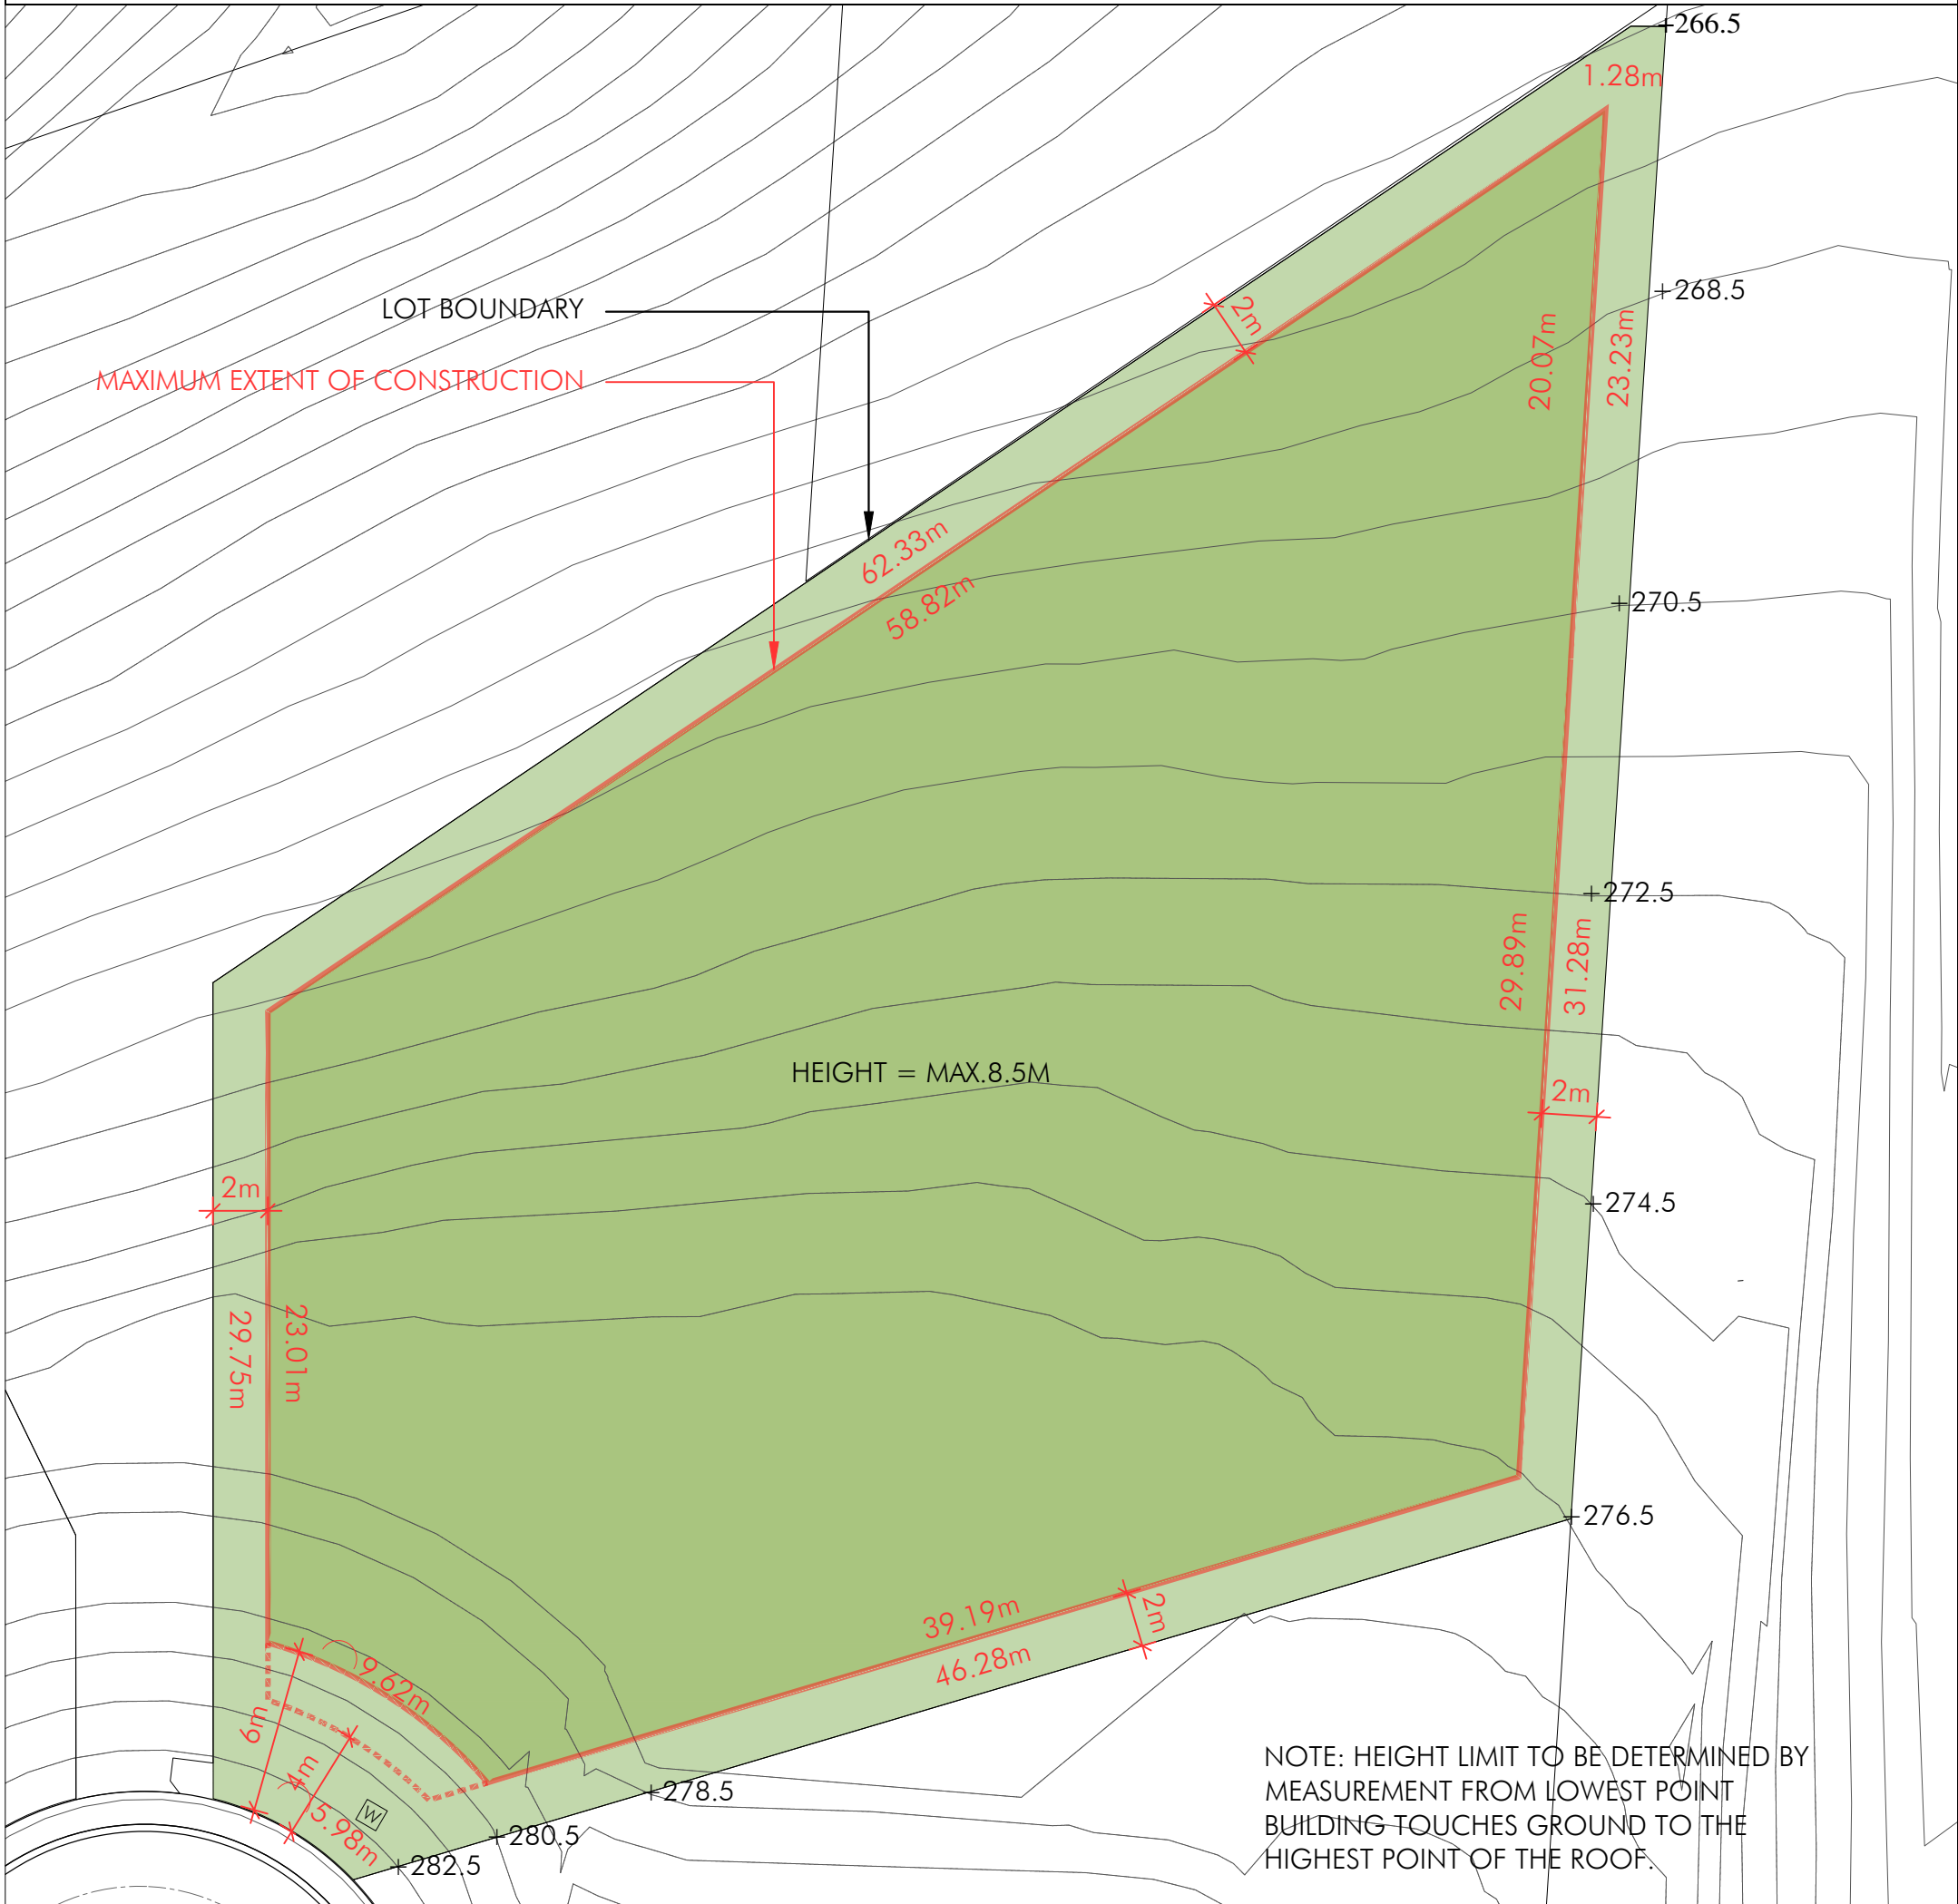 +266.5
1.28m
+268.5
LOT BOUNDARY
2m
20.07m
23.23m
MAXIMUM EXTENT OF CONSTRUCTION
62.33m
58.82m
+270.5
+272.5
29.89m
31.28m
HEIGHT = MAX.8.5M
2m
2m
+274.5
29.75m
23.01m
+276.5
39.19m
2m
46.28m
9.62m
6m
4m
5.98m
W
+278.5
+280.5
+282.5
NOTE: HEIGHT LIMIT TO BE DETERMINED BY
MEASUREMENT FROM LOWEST POINT
BUILDING TOUCHES GROUND TO THE
HIGHEST POINT OF THE ROOF.